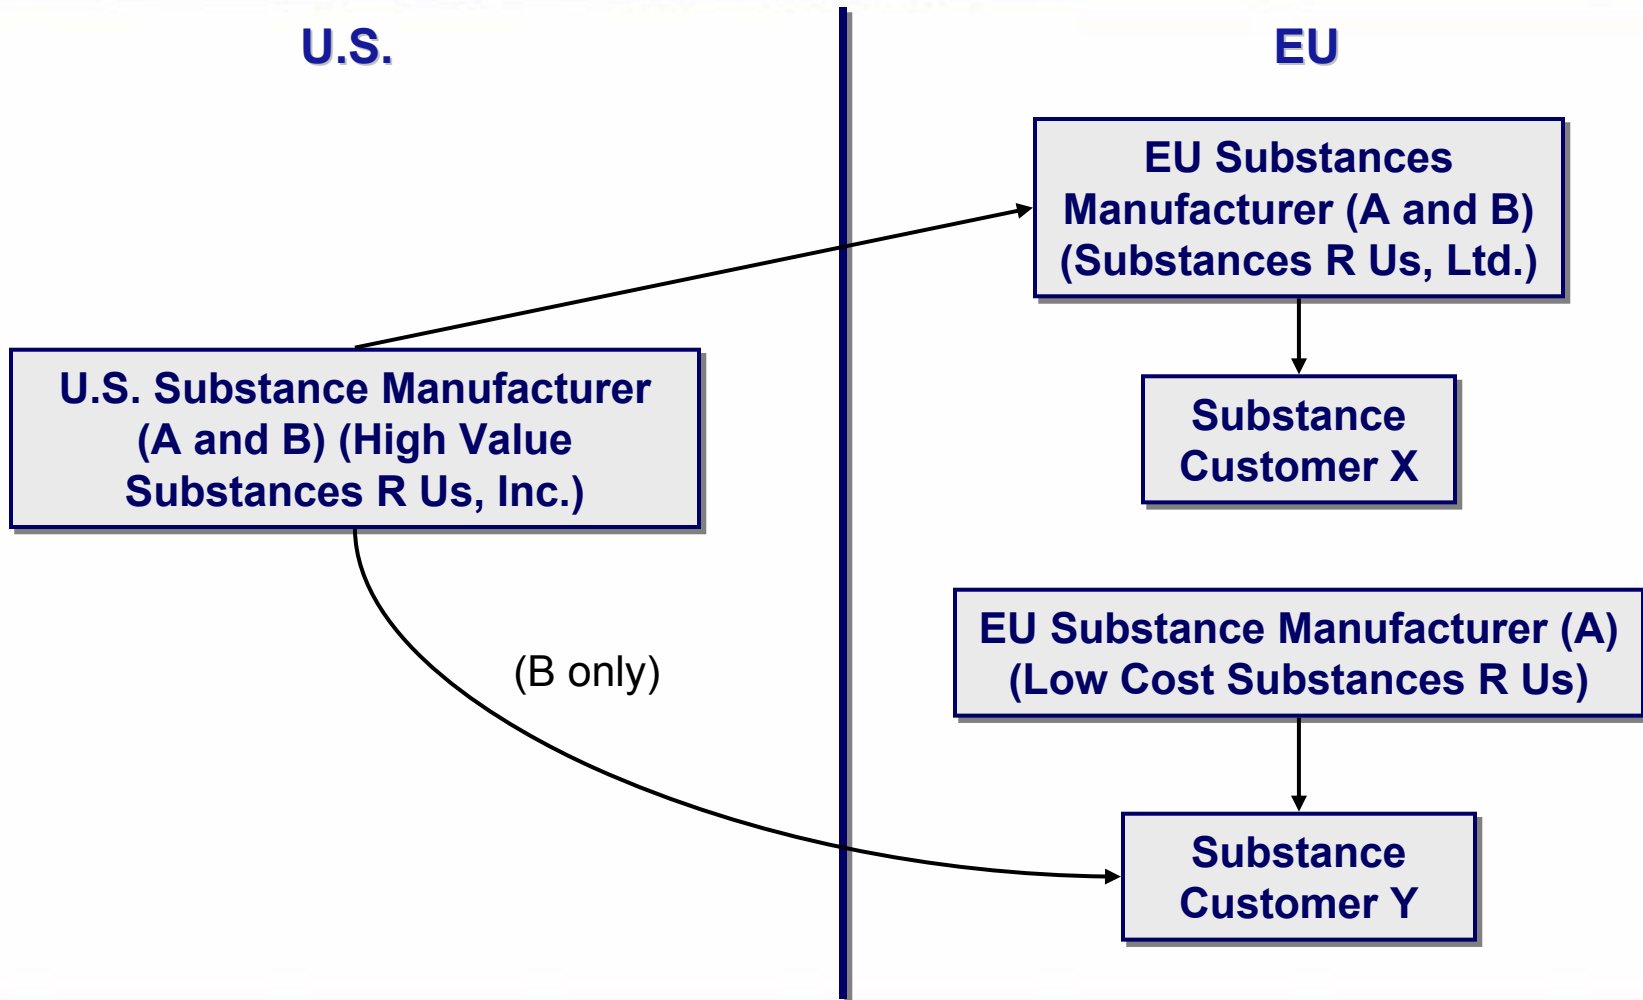 U.S.
EU
EU Substances
Manufacturer (A and B)
(Substances R Us, Ltd.)
U.S. Substance Manufacturer
(A and B) (High Value
Substances R Us, Inc.)
Substance
Customer X
(B only)
EU Substance Manufacturer (A)
(Low Cost Substances R Us)
Substance
Customer Y